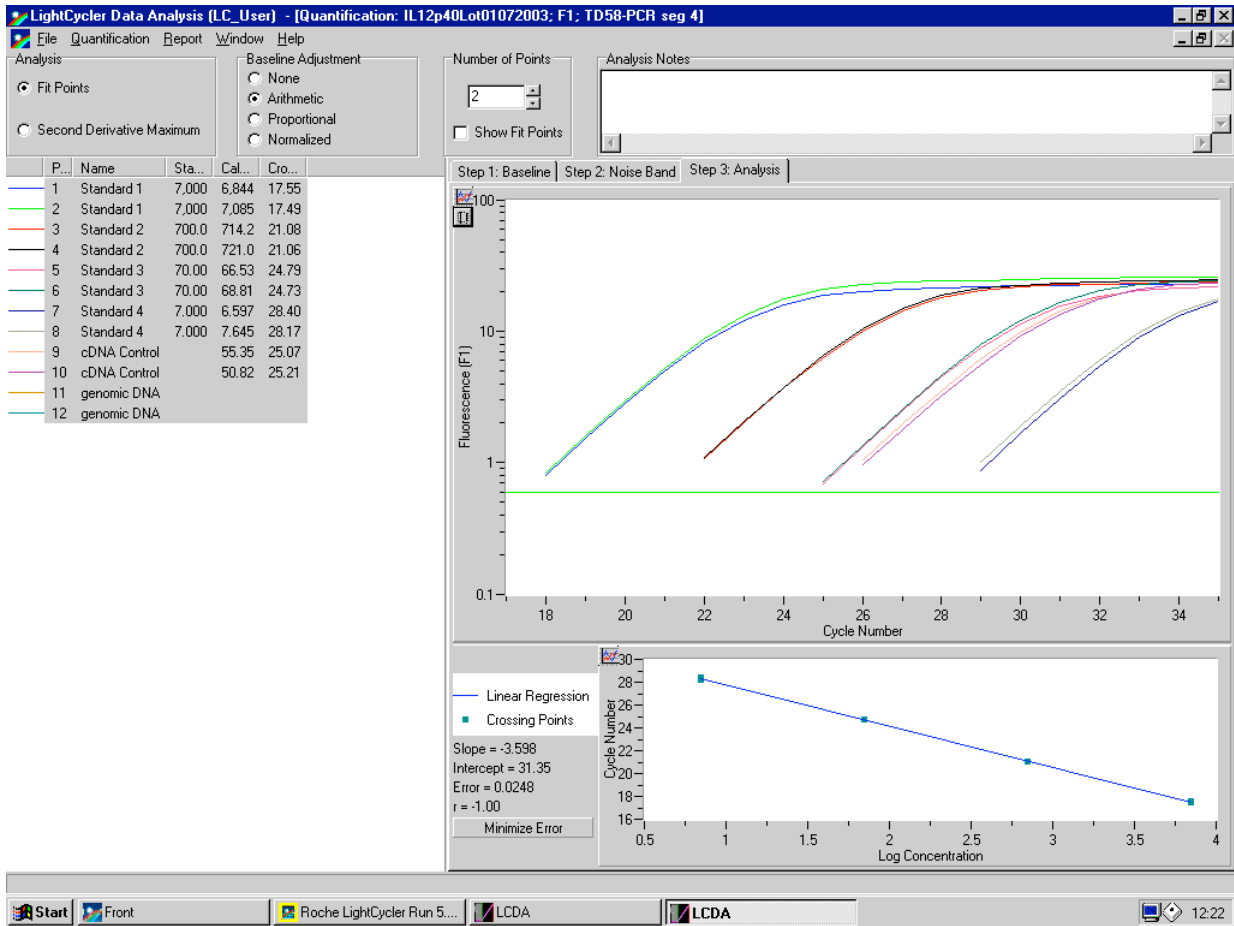 LightCycler Data Analysis (LC_User) - [Quantification: IL12p40Lot01072003; F1; TD58-PCR seg 4]
File Quantification Report Window Help
Analysis
Fit Points
Second Derivative Maximum
Baseline Adjustment
None
Arithmetic
Proportional
Normalized
Number of Points
2
Show Fit Points
Analysis Notes
P... Name Sta... Cal... Cro...
1 Standard 1 7,000 6,844 17.55
2 Standard 1 7,000 7,085 17.49
3 Standard 2 700.0 714.2 21.08
4 Standard 2 700.0 721.0 21.06
5 Standard 3 70.00 66.53 24.79
6 Standard 3 70.00 68.81 24.73
7 Standard 4 7.000 6.597 28.40
8 Standard 4 7.000 7.645 28.17
9 cDNA Control 55.35 25.07
10 cDNA Control 50.82 25.21
11 genomic DNA
12 genomic DNA
Step 1: Baseline Step 2: Noise Band Step 3: Analysis
100
10
1
0.1
Fluorescence (F1)
18 20 22 24 26 28 30 32 34
Cycle Number
Linear Regression
Crossing Points
Slope = -3.598
Intercept = 31.35
Error = 0.0248
r = -1.00
Minimize Error
30
28
26
24
22
20
18
16
Cycle Number
0.5 1 1.5 2 2.5 3 3.5 4
Log Concentration
Start Front Roche LightCycler Run 5.... LCDA LCDA 12:22